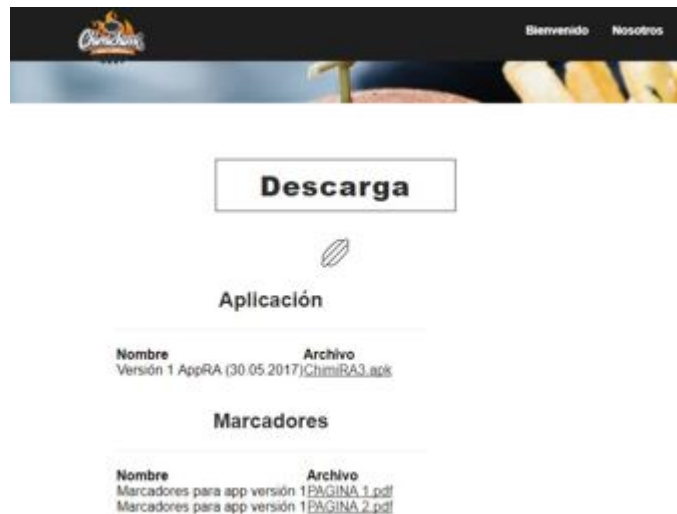 Chimichurri
Bienvenido Nosotros
Descarga
Aplicación
Nombre Archivo
Versión 1 AppRA (30.05.2017)ChimiRA3.apk
Marcadores
Nombre Archivo
Marcadores para app versión 1PAGINA 1.pdf
Marcadores para app versión 1PAGINA 2.pdf